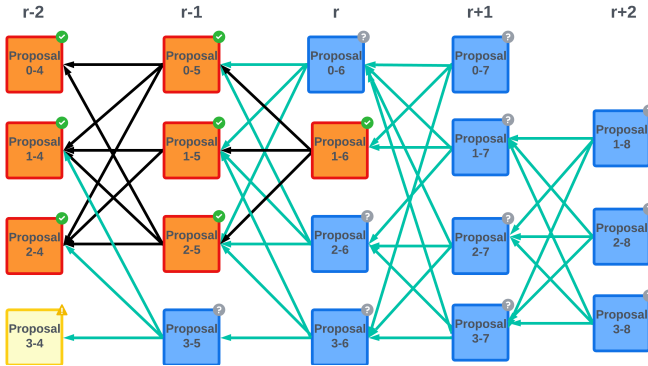 r-2 r-1 r r+1 r+2
Proposal
0-4
Proposal
0-5
Proposal
0-6
Proposal
0-7
Proposal
1-4
Proposal
1-5
Proposal
1-6
Proposal
1-7
Proposal
1-8
Proposal
2-4
Proposal
2-5
Proposal
2-6
Proposal
2-7
Proposal
2-8
Proposal
3-4
Proposal
3-5
Proposal
3-6
Proposal
3-7
Proposal
3-8